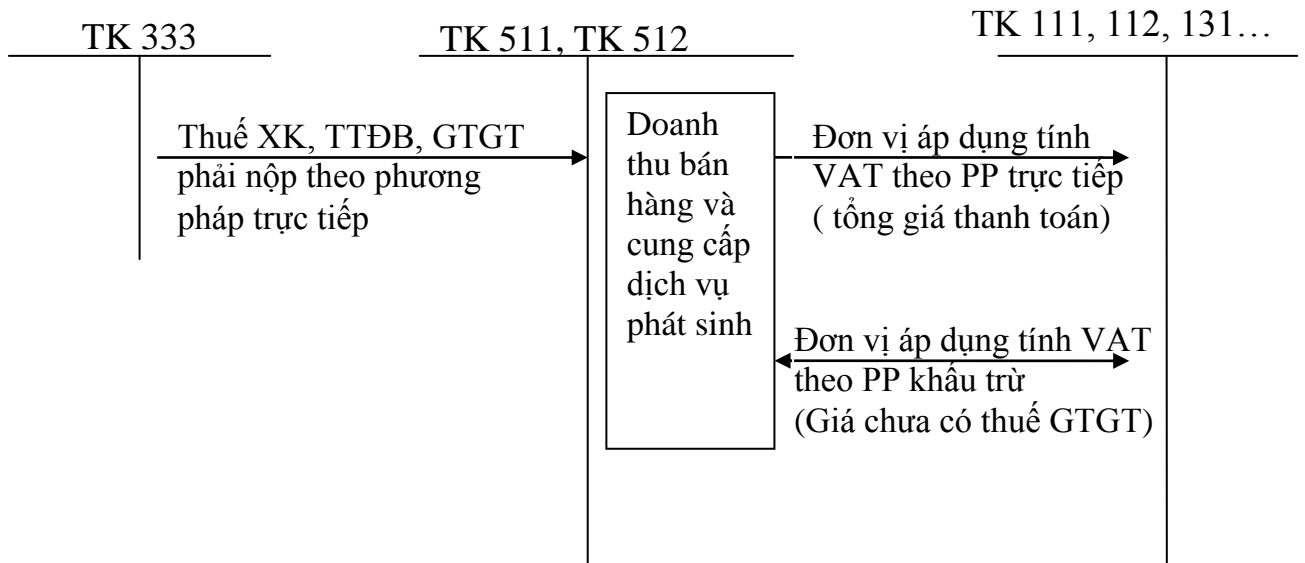 TK 333
TK 511, TK 512
TK 111, 112, 131…
Thuế XK, TTĐB, GTGT
phải nộp theo phương
pháp trực tiếp
Doanh
thu bán
hàng và
cung cấp
dịch vụ
phát sinh
Đơn vị áp dụng tính
VAT theo PP trực tiếp
( tổng giá thanh toán)
Đơn vị áp dụng tính VAT
theo PP khấu trừ
(Giá chưa có thuế GTGT)